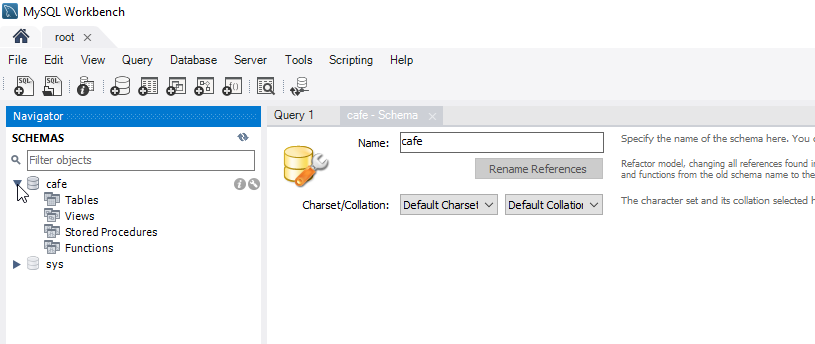 MySQL Workbench
root
File Edit View Query Database Server Tools Scripting Help
SQL SQL
Navigator
Query 1
cafe - Schema
SCHEMAS
Filter objects
cafe
Tables
Views
Stored Procedures
Functions
sys
Name: cafe
Specify the name of the schema here. You
Rename References
Refactor model, changing all references found
and functions from the old schema name to the
Charset/Collation: Default Charset Default Collation
The character set and its collation selected